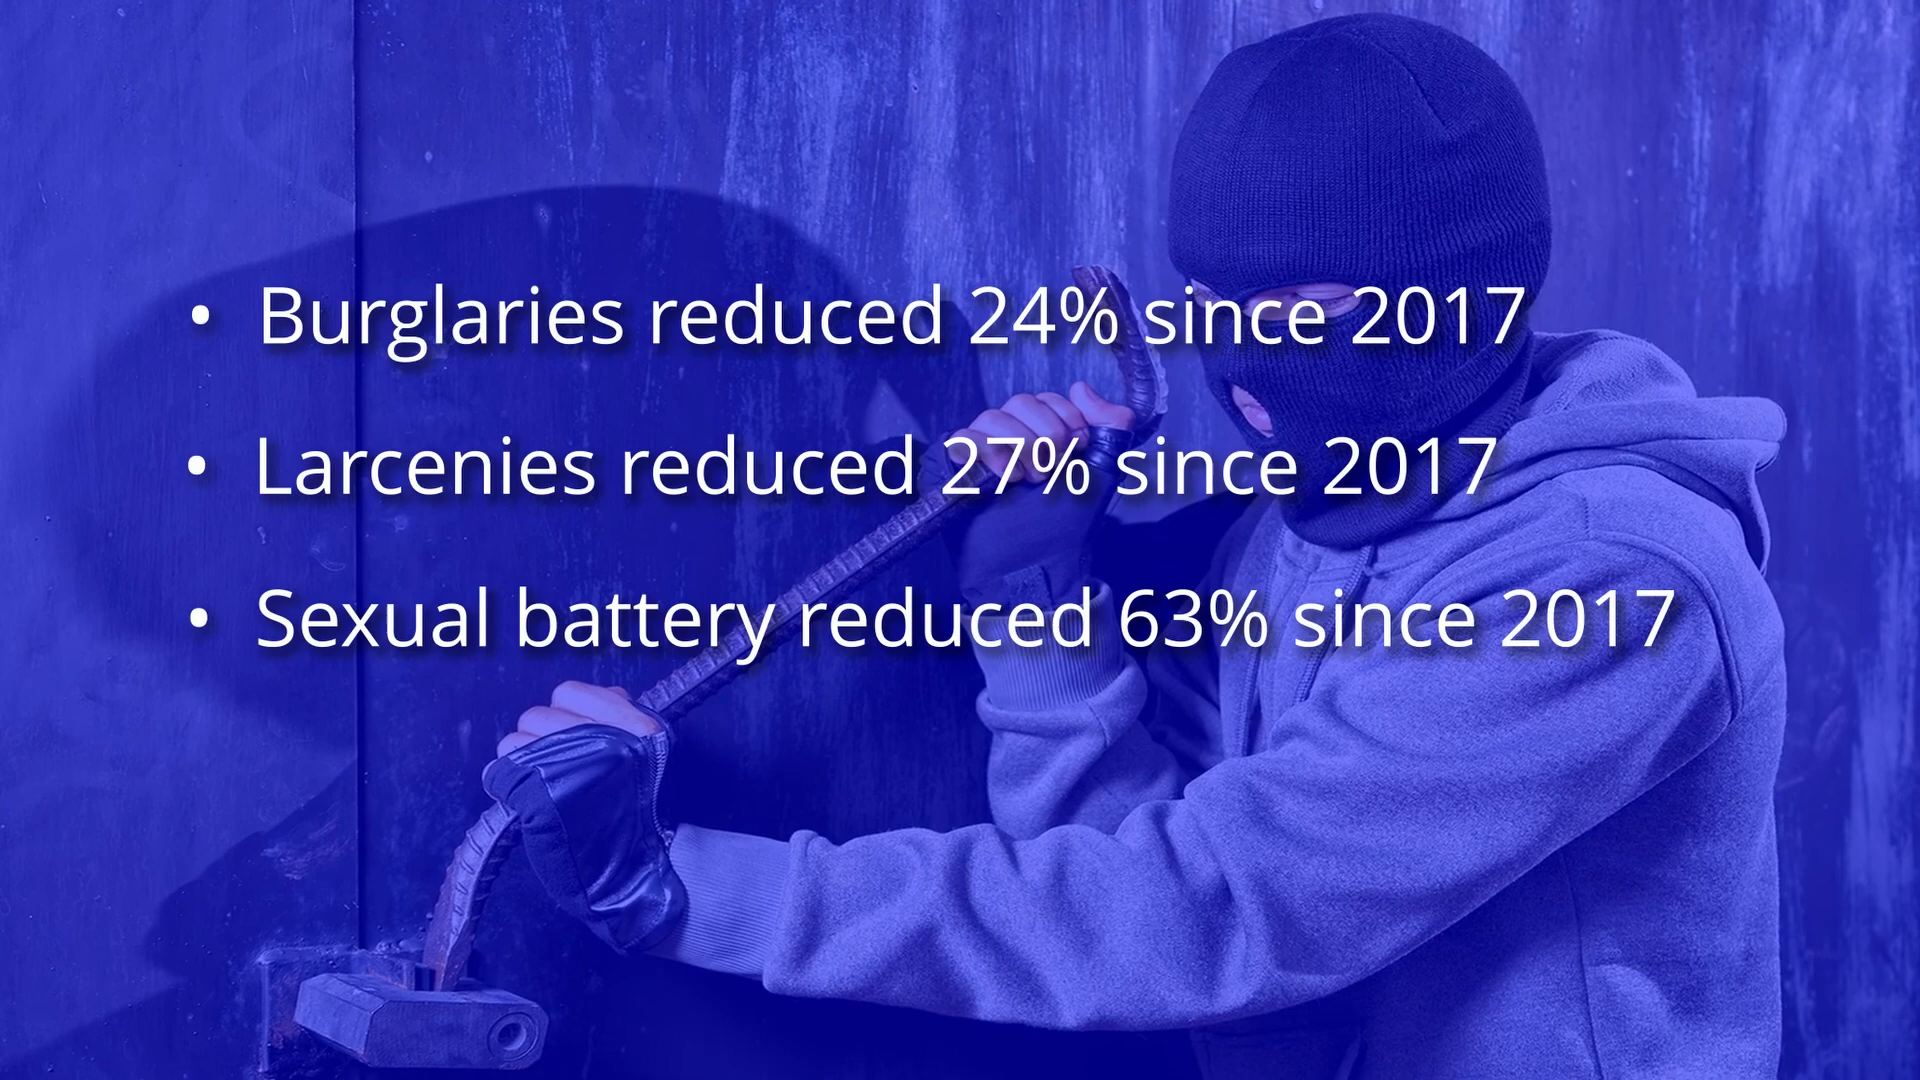 • Burglaries reduced 24% since 2017
• Larcenies reduced 27% since 2017
• Sexual battery reduced 63% since 2017